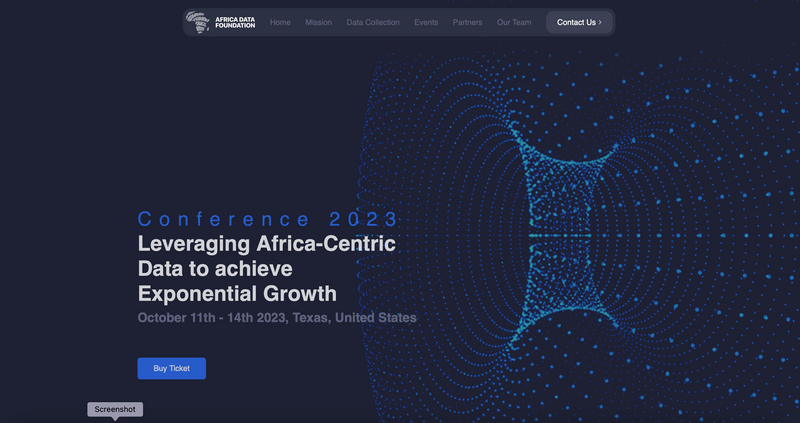 AFRICA DATA
FOUNDATION
Home Mission Data Collection Events Partners Our Team Contact Us ›
Conference 2023
Leveraging Africa-Centric
Data to achieve
Exponential Growth
October 11th - 14th 2023, Texas, United States
Buy Ticket
Screenshot